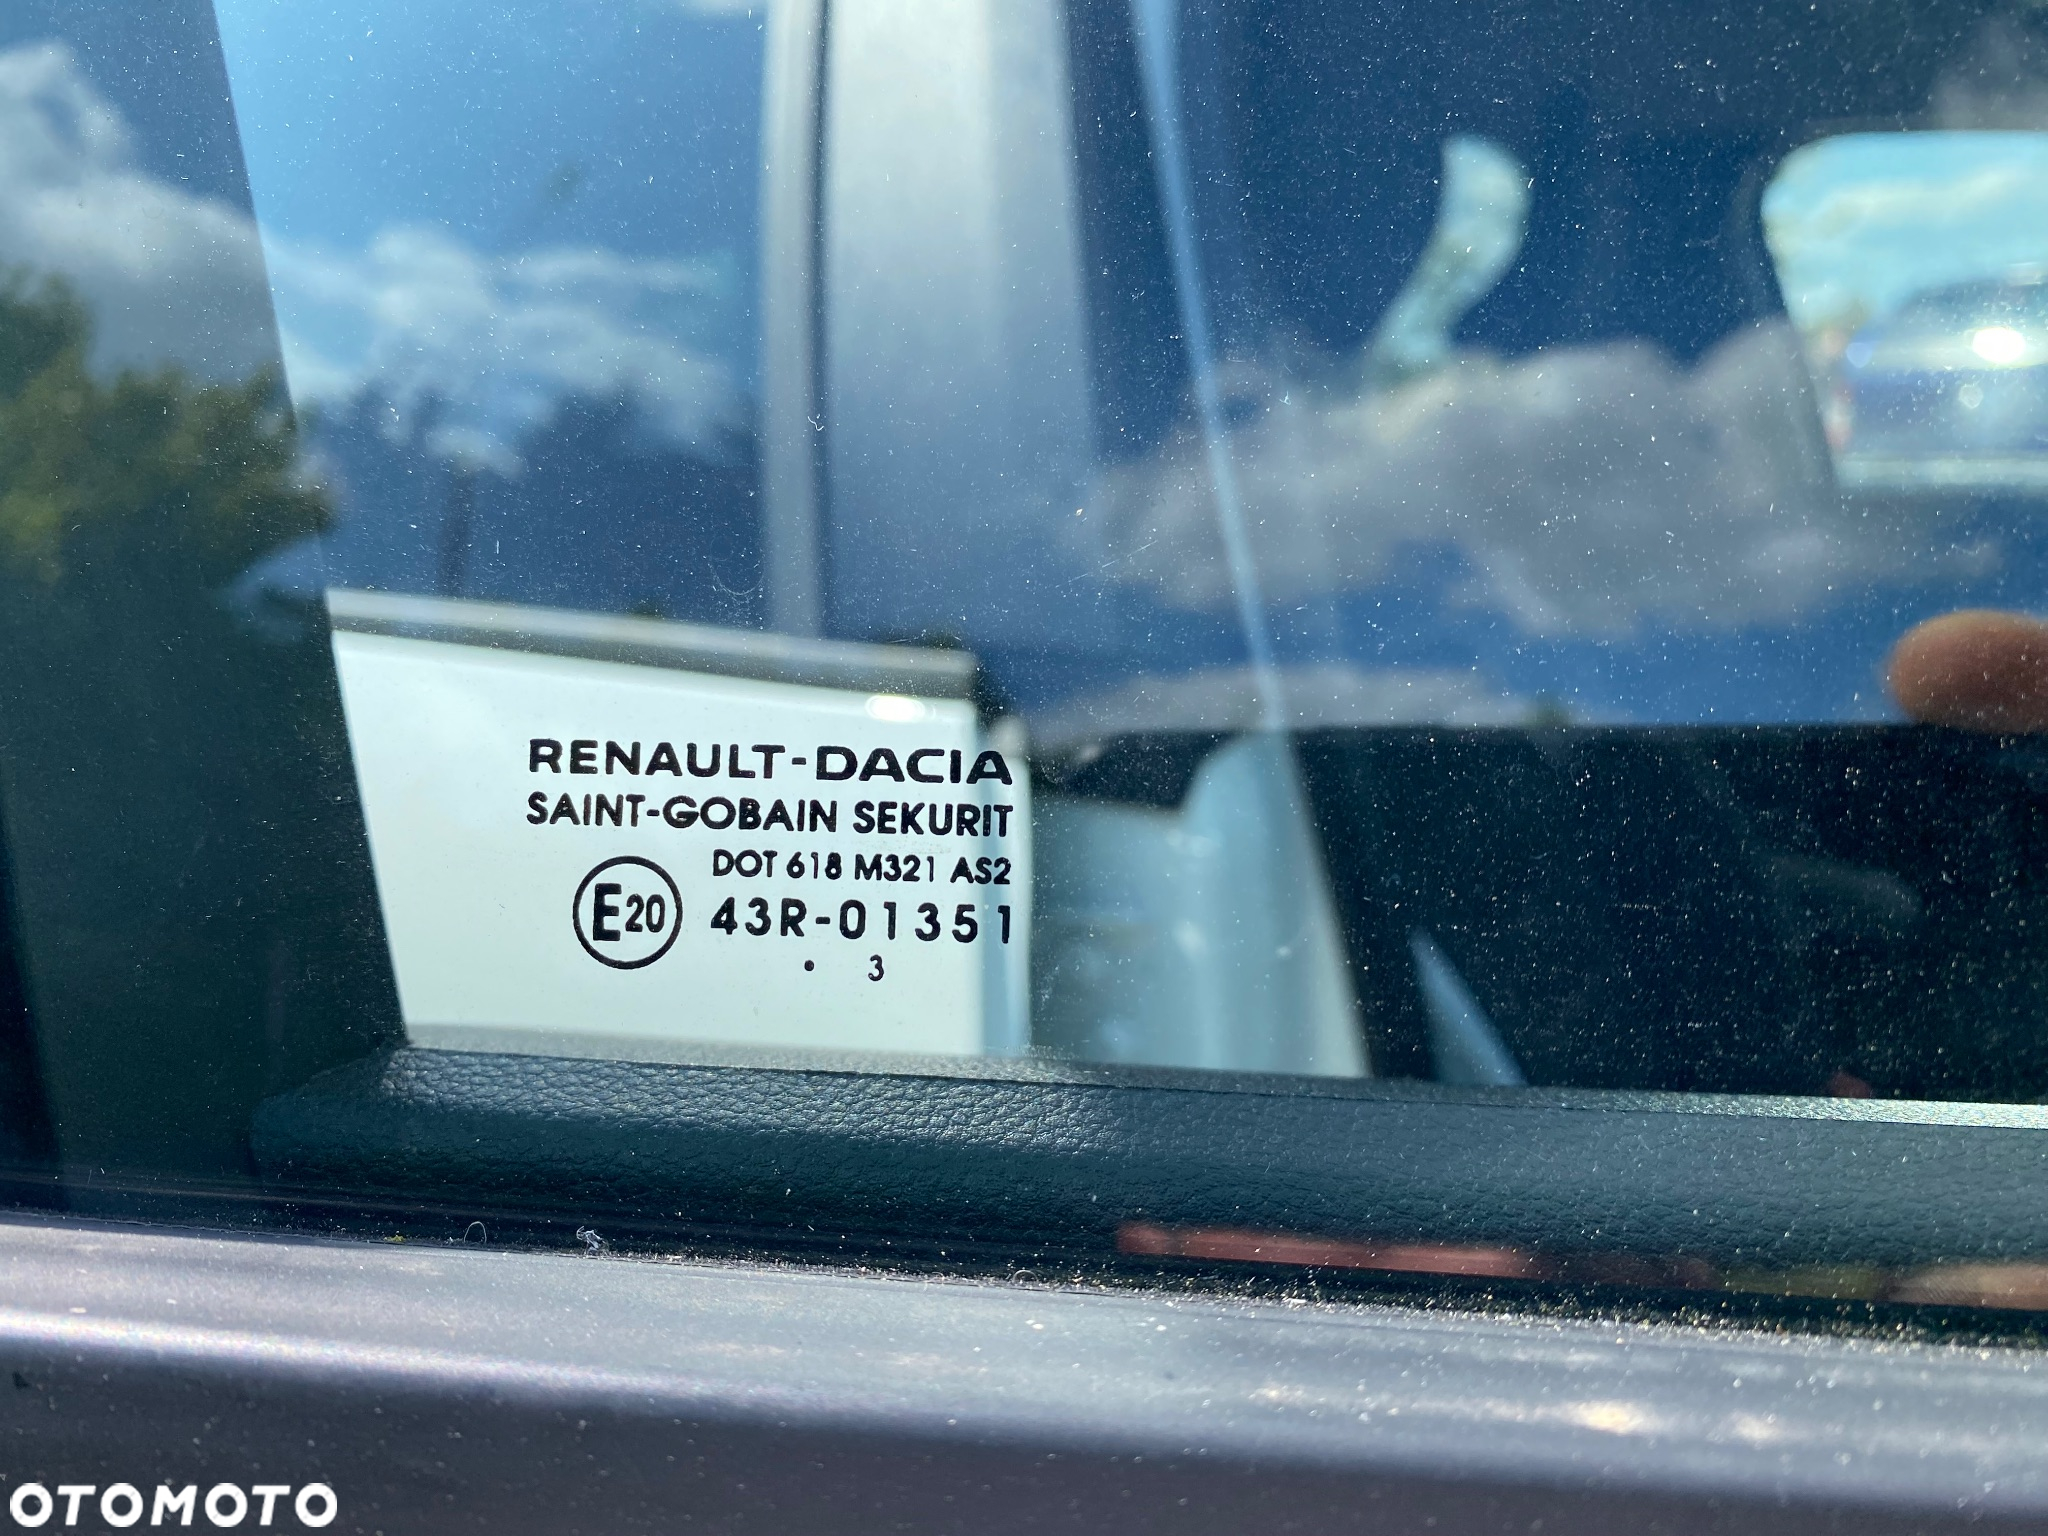 RENAULT-DACIA
SAINT-GOBAIN SEKURIT
DOT 618 M321 AS2
E20 43R-01351
. 3
OTOMOTO